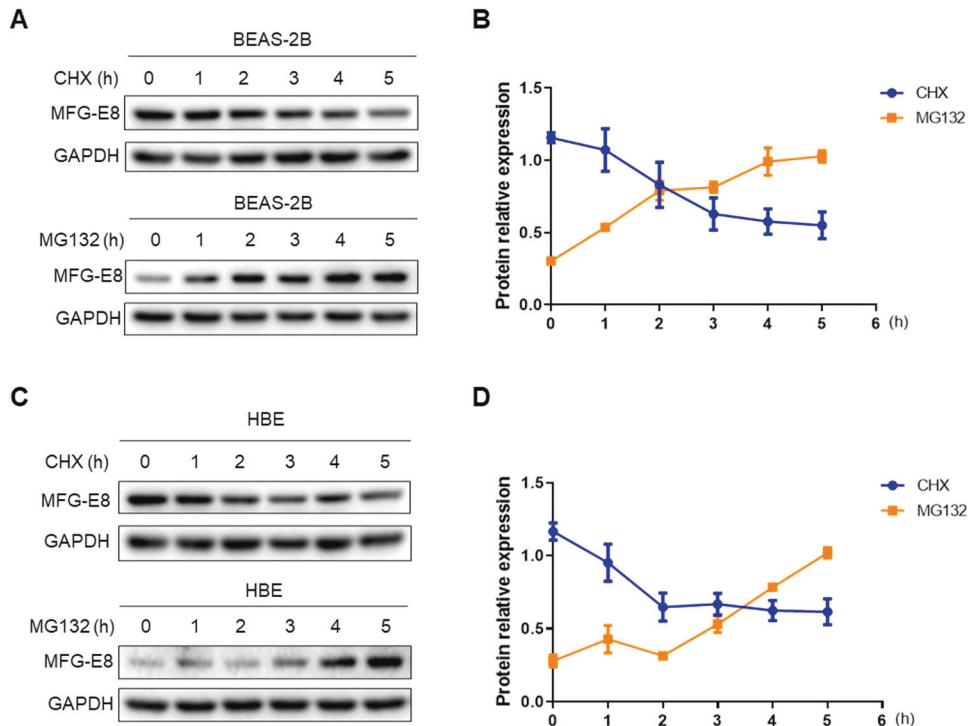 A
BEAS-2B
CHX (h) 0 1 2 3 4 5
MFG-E8
GAPDH
BEAS-2B
MG132 (h) 0 1 2 3 4 5
MFG-E8
GAPDH
B
Protein relative expression
1.5
1.0
0.5
0.0
0 1 2 3 4 5 6 (h)
CHX
MG132
C
HBE
CHX (h) 0 1 2 3 4 5
MFG-E8
GAPDH
HBE
MG132 (h) 0 1 2 3 4 5
MFG-E8
GAPDH
D
Protein relative expression
1.5
1.0
0.5
0.0
0 1 2 3 4 5 6 (h)
CHX
MG132